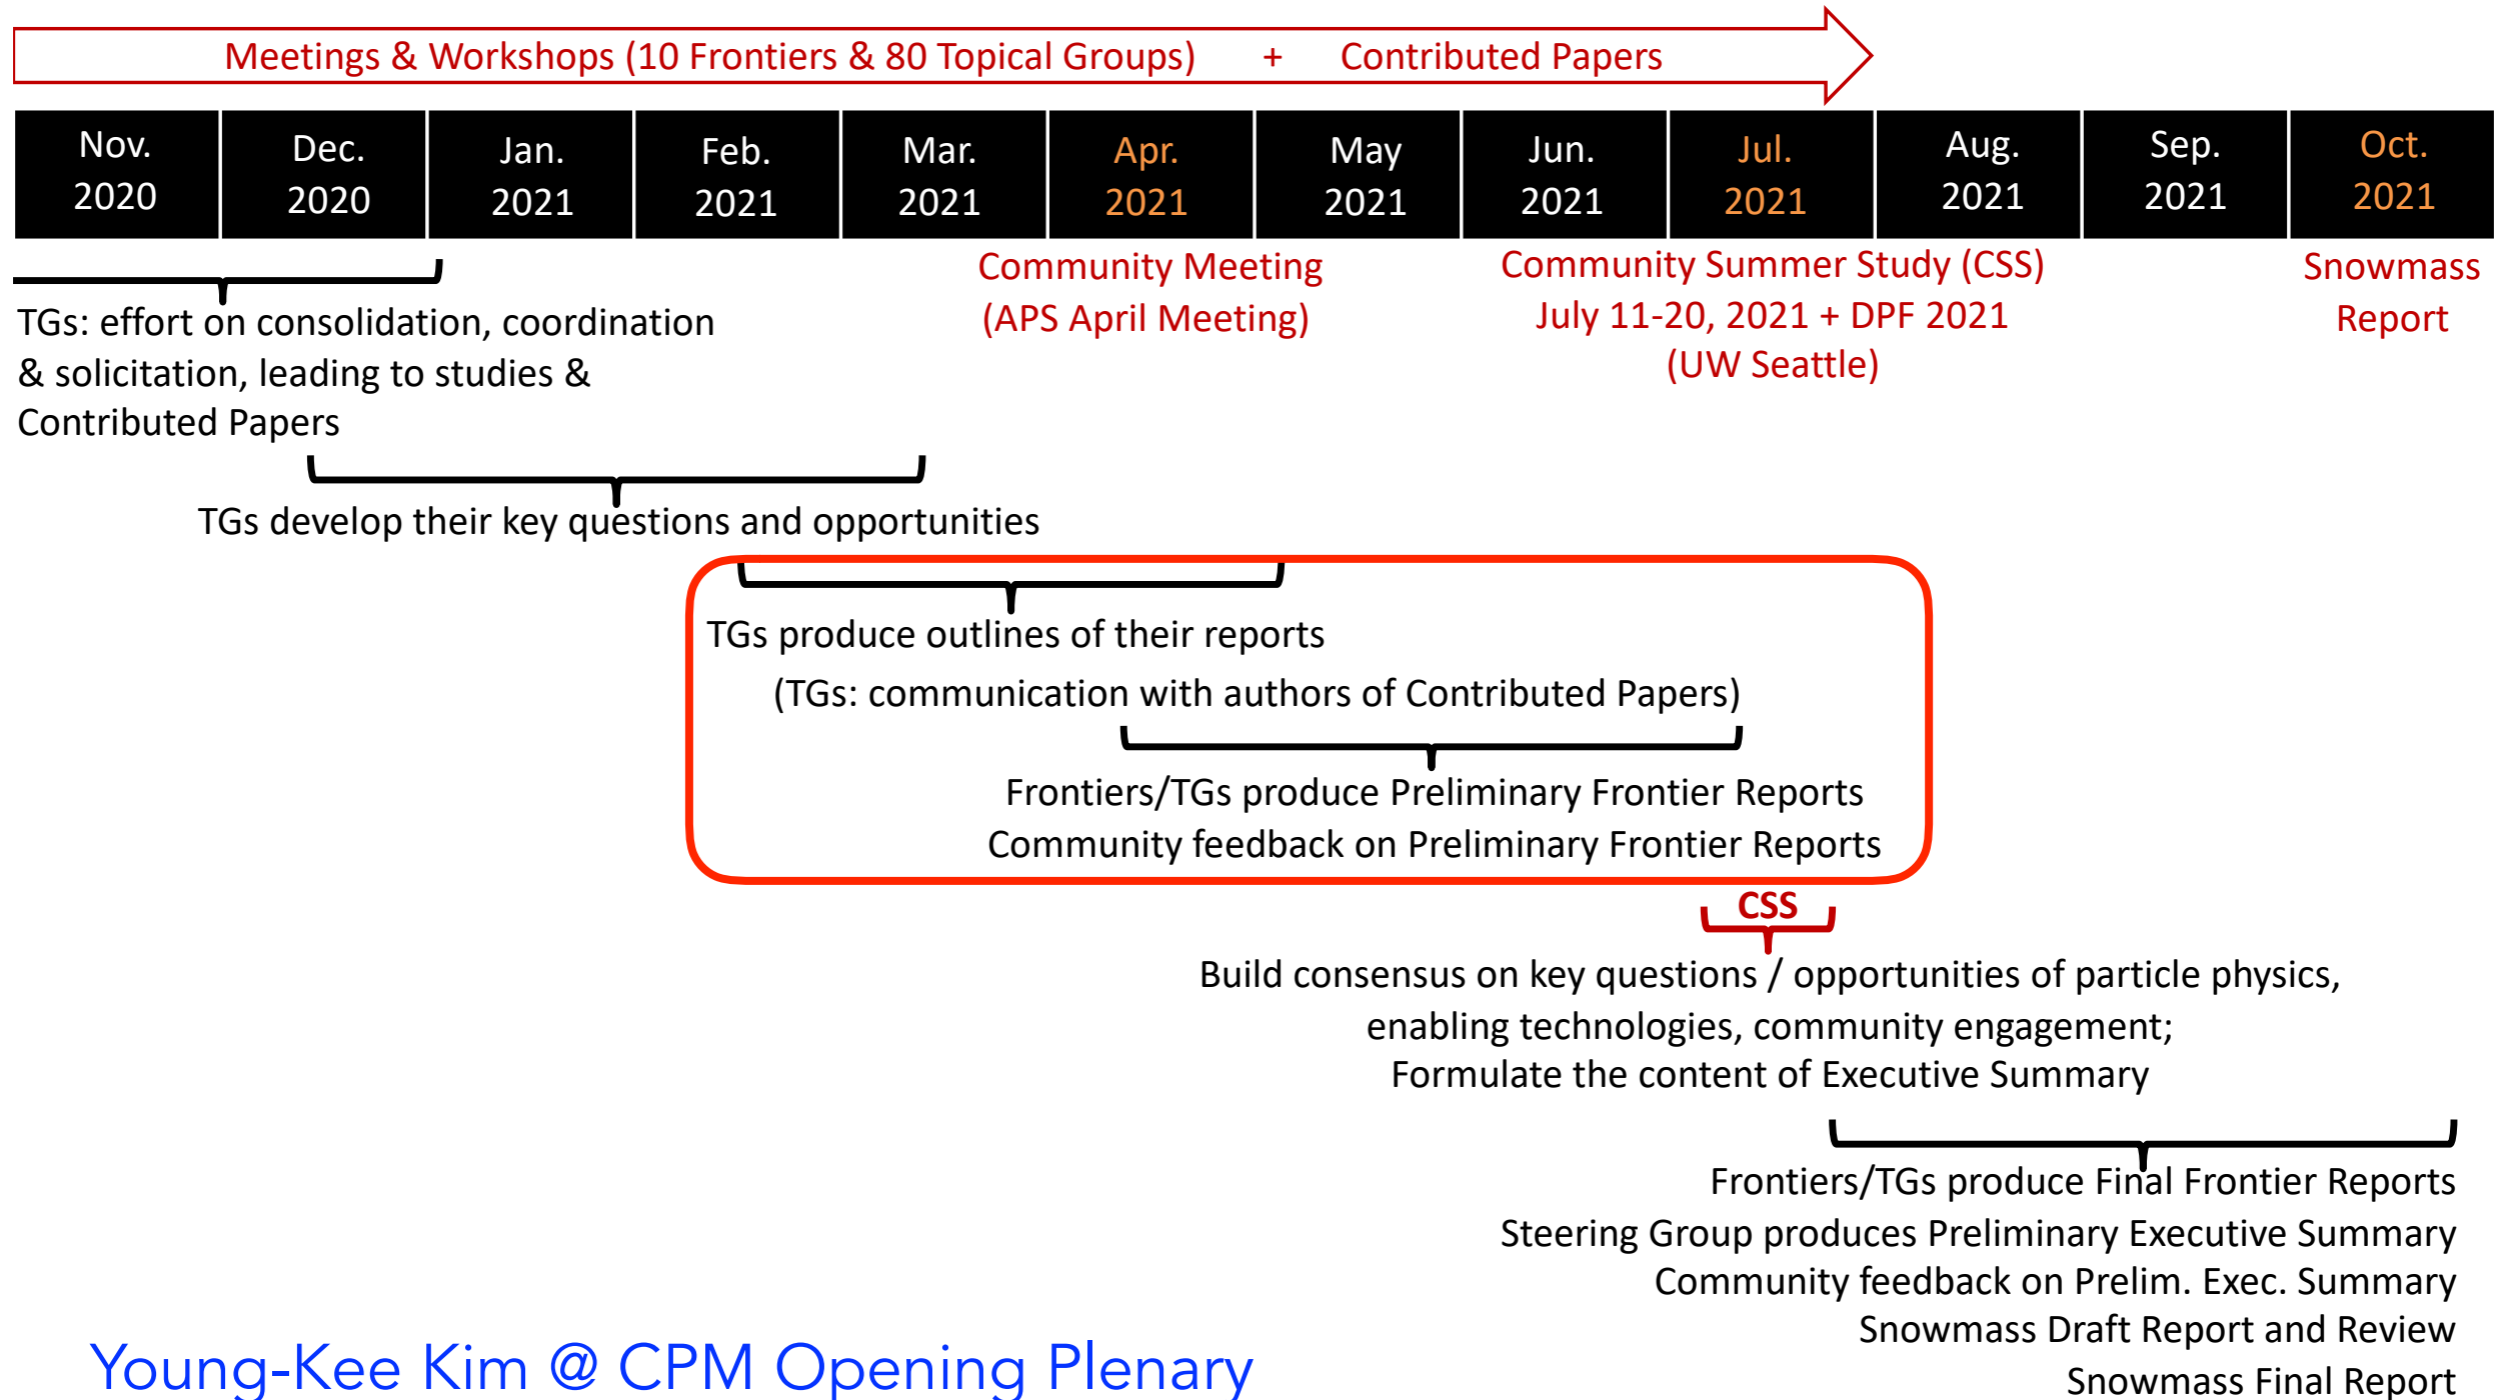 Meetings & Workshops (10 Frontiers & 80 Topical Groups) + Contributed Papers
Nov. 2020
Dec. 2020
Jan. 2021
Feb. 2021
Mar. 2021
Apr. 2021
May 2021
Jun. 2021
Jul. 2021
Aug. 2021
Sep. 2021
Oct. 2021
Community Meeting
(APS April Meeting)
Community Summer Study (CSS)
July 11-20, 2021 + DPF 2021
(UW Seattle)
Snowmass
Report
TGs: effort on consolidation, coordination
& solicitation, leading to studies &
Contributed Papers
TGs develop their key questions and opportunities
TGs produce outlines of their reports
(TGs: communication with authors of Contributed Papers)
Frontiers/TGs produce Preliminary Frontier Reports
Community feedback on Preliminary Frontier Reports
CSS
Build consensus on key questions / opportunities of particle physics,
enabling technologies, community engagement;
Formulate the content of Executive Summary
Frontiers/TGs produce Final Frontier Reports
Steering Group produces Preliminary Executive Summary
Community feedback on Prelim. Exec. Summary
Snowmass Draft Report and Review
Snowmass Final Report
Young-Kee Kim @ CPM Opening Plenary